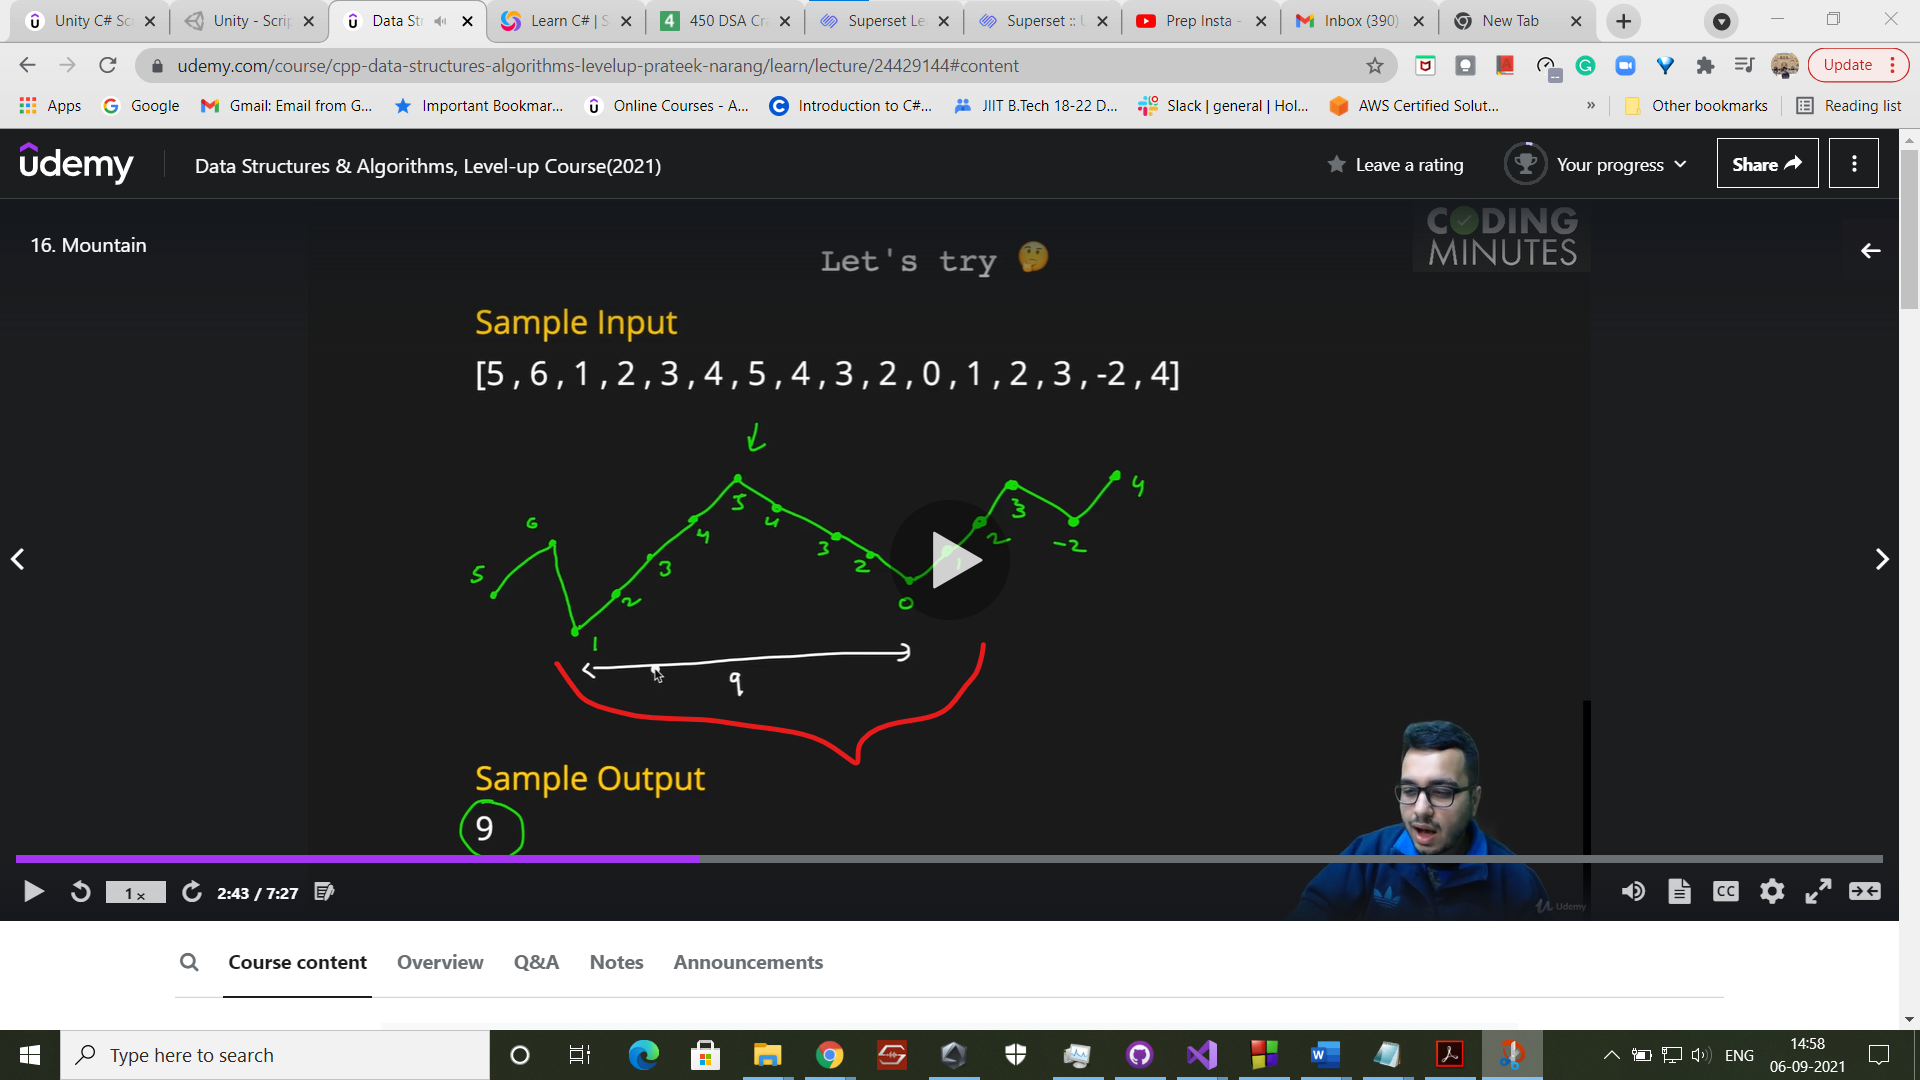 Unity C# Sc
Unity - Scrip
Data Str
Learn C# | S
450 DSA Cra
Superset Le
Superset :: U
Prep Insta -
Inbox (390)
New Tab
udemy.com/course/cpp-data-structures-algorithms-levelup-prateek-narang/learn/lecture/24429144#content
Update
Apps
Google
Gmail: Email from G...
Important Bookmar...
Online Courses - A...
Introduction to C#...
JIIT B.Tech 18-22 D...
Slack | general | Hol...
AWS Certified Solut...
»
Other bookmarks
Reading list
udemy
Data Structures & Algorithms, Level-up Course(2021)
Leave a rating
Your progress
Share
16. Mountain
Let's try 🤔
CODING
MINUTES
Sample Input
[5 , 6 , 1 , 2 , 3 , 4 , 5 , 4 , 3 , 2 , 0 , 1 , 2 , 3 , -2 , 4]
5
6
1
2
3
4
5
4
3
2
0
1
2
3
-2
4
9
Sample Output
9
Udemy
1 x
2:43 / 7:27
CC
Course content
Overview
Q&A
Notes
Announcements
Type here to search
ENG
14:58
06-09-2021